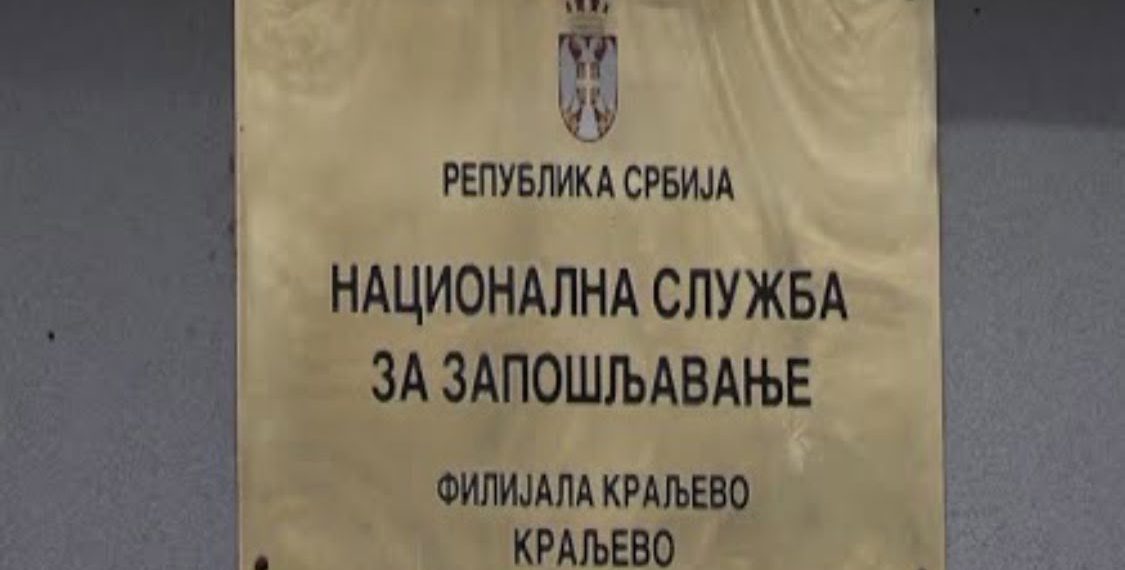 РЕПУБЛИКА СРБИЈА
НАЦИОНАЛНА СЛУЖБА
ЗА ЗАПОШЉАВАЊЕ
ФИЛИЈАЛА КРАЉЕВО
КРАЉЕВО